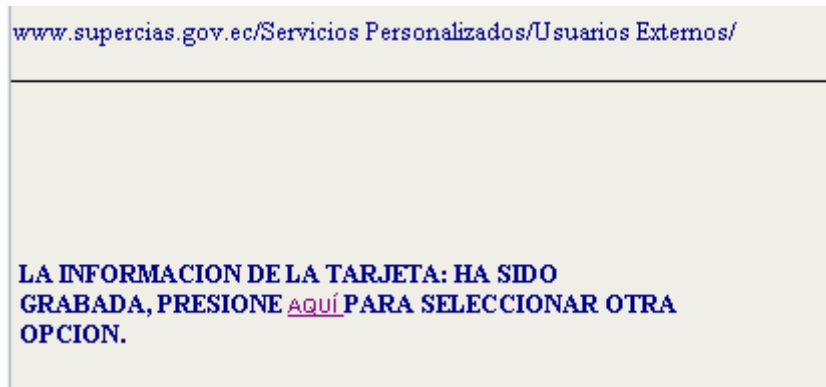 www.supercias.gov.ec/Servicios Personalizados/Usuarios Externos/
LA INFORMACION DE LA TARJETA: HA SIDO
GRABADA, PRESIONE AQUÍ PARA SELECCIONAR OTRA
OPCION.